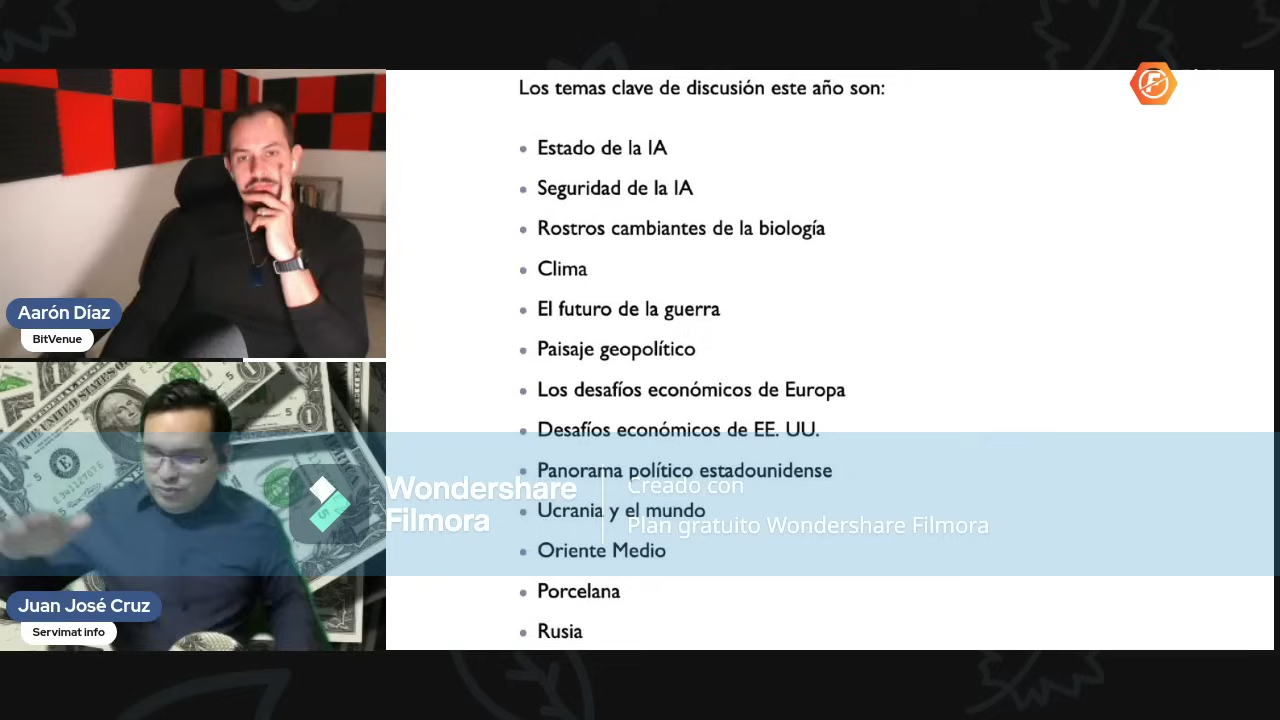 Los temas clave de discusión este año son:
Estado de la IA
Seguridad de la IA
Rostros cambiantes de la biología
Clima
El futuro de la guerra
Paisaje geopolítico
Los desafíos económicos de Europa
Desafíos económicos de EE. UU.
Panorama político estadounidense
Ucrania y el mundo
Oriente Medio
Porcelana
Rusia
Aarón Díaz
BitVenue
Juan José Cruz
Servimat info
Wondershare
Filmora
Creado con
Plan gratuito Wondershare Filmora